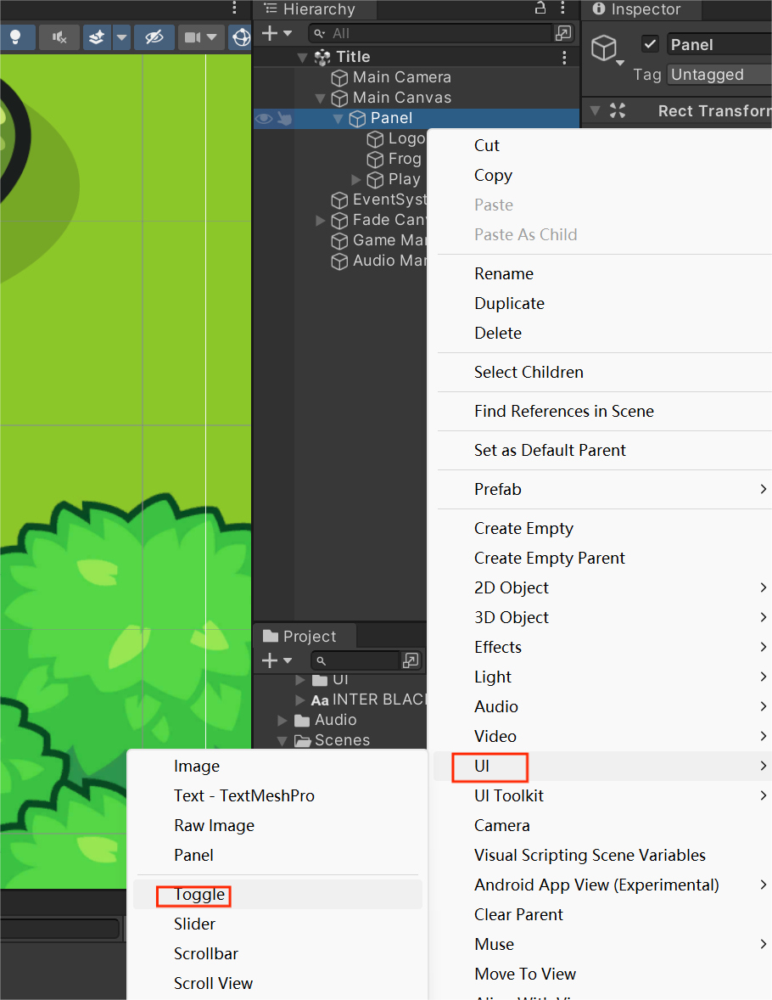 Hierarchy
Inspector
All
Panel
Title
Tag Untagged
Main Camera
Main Canvas
Rect Transform
Panel
Logo
Frog
Play
EventSyst
Fade Canv
Game Man
Audio Man
Cut
Copy
Paste
Paste As Child
Rename
Duplicate
Delete
Select Children
Find References in Scene
Set as Default Parent
Prefab
Create Empty
Create Empty Parent
2D Object
3D Object
Effects
Light
Audio
Video
UI
UI Toolkit
Camera
Visual Scripting Scene Variables
Android App View (Experimental)
Clear Parent
Muse
Move To View
Project
UI
Aa INTER BLAC
Audio
Scenes
Image
Text - TextMeshPro
Raw Image
Panel
Toggle
Slider
Scrollbar
Scroll View